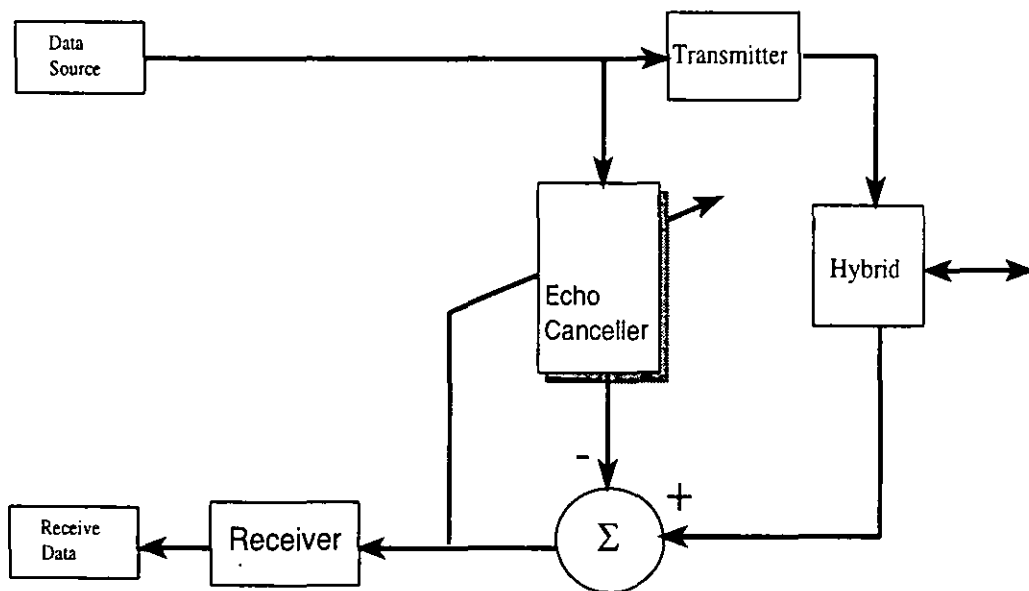 Data
Source
Transmitter
Hybrid
Echo
Canceller
-
+
Σ
Receiver
Receive
Data